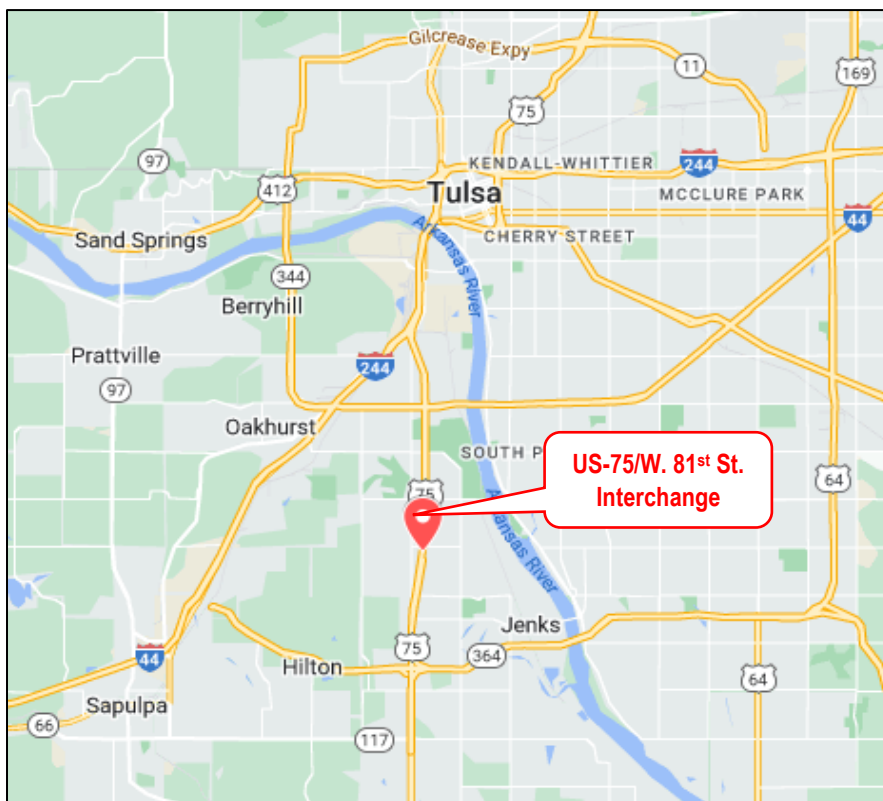 Gilcrease Expy
11
169
75
97
KENDALL-WHITTIER
244
412
Tulsa
MCCLURE PARK
44
Sand Springs
Arkansas River
CHERRY STREET
344
Berryhill
Prattville
244
97
Oakhurst
SOUTH P
US-75/W. 81st St.
Interchange
75
64
Arkansas River
Jenks
75
364
44
Hilton
64
Sapulpa
66
117